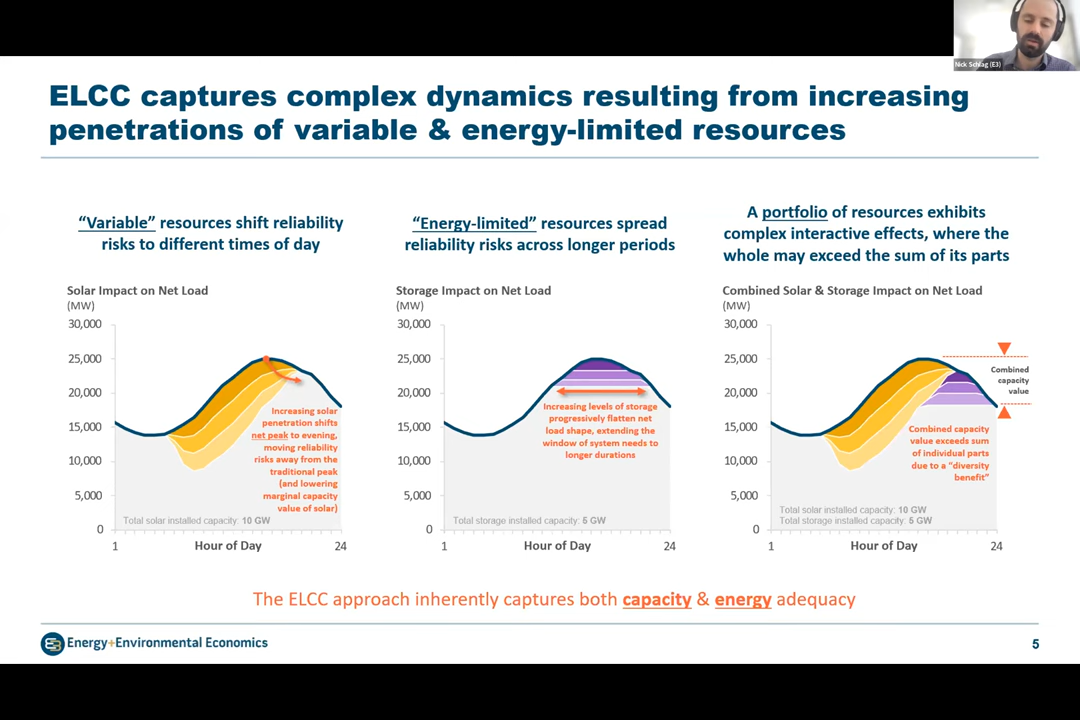 Nick Schlag (E3)
ELCC captures complex dynamics resulting from increasing
penetrations of variable & energy-limited resources
“Variable” resources shift reliability
risks to different times of day
Solar Impact on Net Load
(MW)
30,000
25,000
20,000
15,000
10,000
5,000
0
Increasing solar
penetration shifts
net peak to evening,
moving reliability
risks away from the
traditional peak
(and lowering
marginal capacity
value of solar)
Total solar installed capacity: 10 GW
1
Hour of Day
24
“Energy-limited” resources spread
reliability risks across longer periods
Storage Impact on Net Load
(MW)
30,000
25,000
20,000
15,000
10,000
5,000
0
Increasing levels of storage
progressively flatten net
load shape, extending the
window of system needs to
longer durations
Total storage installed capacity: 5 GW
1
Hour of Day
24
A portfolio of resources exhibits
complex interactive effects, where the
whole may exceed the sum of its parts
Combined Solar & Storage Impact on Net Load
(MW)
30,000
25,000
20,000
15,000
10,000
5,000
0
Combined
capacity
value
Combined capacity
value exceeds sum
of individual parts
due to a “diversity
benefit”
Total solar installed capacity: 10 GW
Total storage installed capacity: 5 GW
1
Hour of Day
24
The ELCC approach inherently captures both capacity & energy adequacy
Energy+Environmental Economics
5